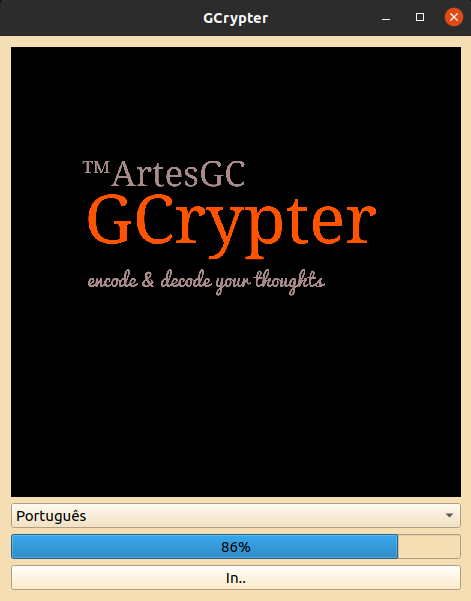 GCrypter
™ArtesGC
GCrypter
encode & decode your thoughts
Português
86%
In..